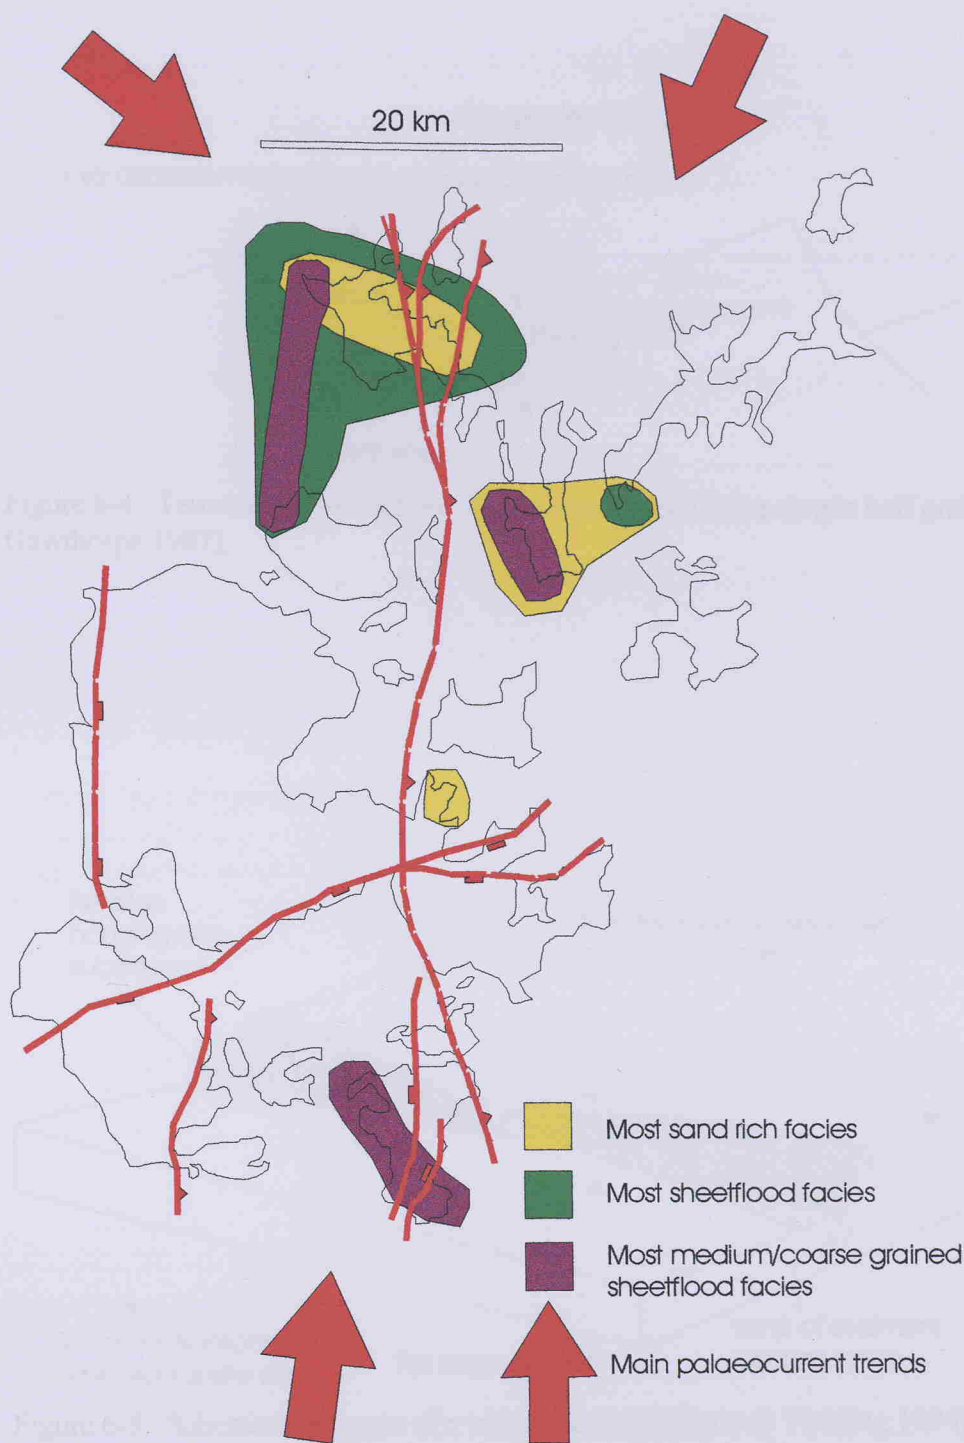 20 km
Most sand rich facies
Most sheetflood facies
Most medium/coarse grained
sheetflood facies
Main palaeocurrent trends